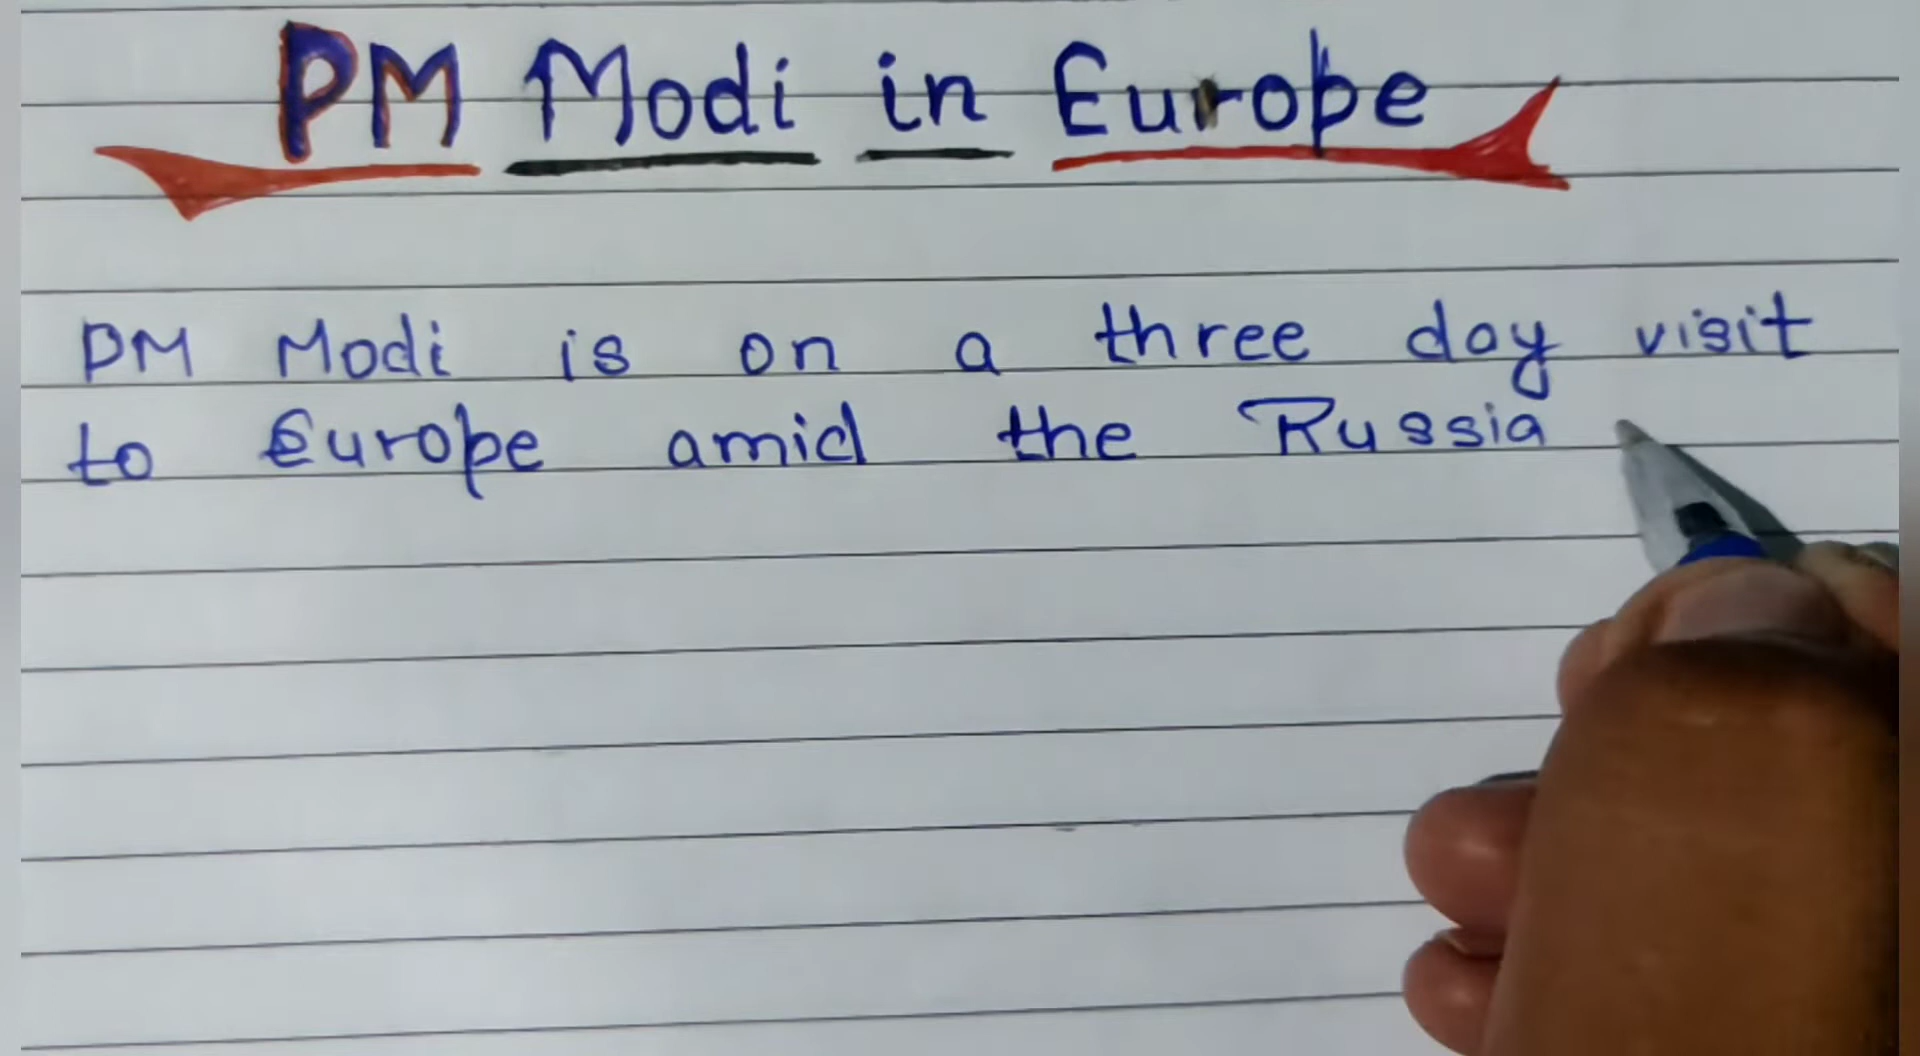 PM Modi in Europe
PM Modi is on a three day visit
to Europe amid the Russia